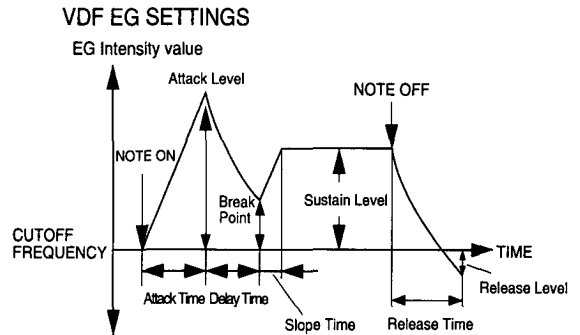 VDF EG SETTINGS
EG Intensity value
Attack Level
NOTE OFF
NOTE ON
Break
Point
Sustain Level
CUTOFF
FREQUENCY
TIME
Attack Time Delay Time
Slope Time
Release Time
Release Level